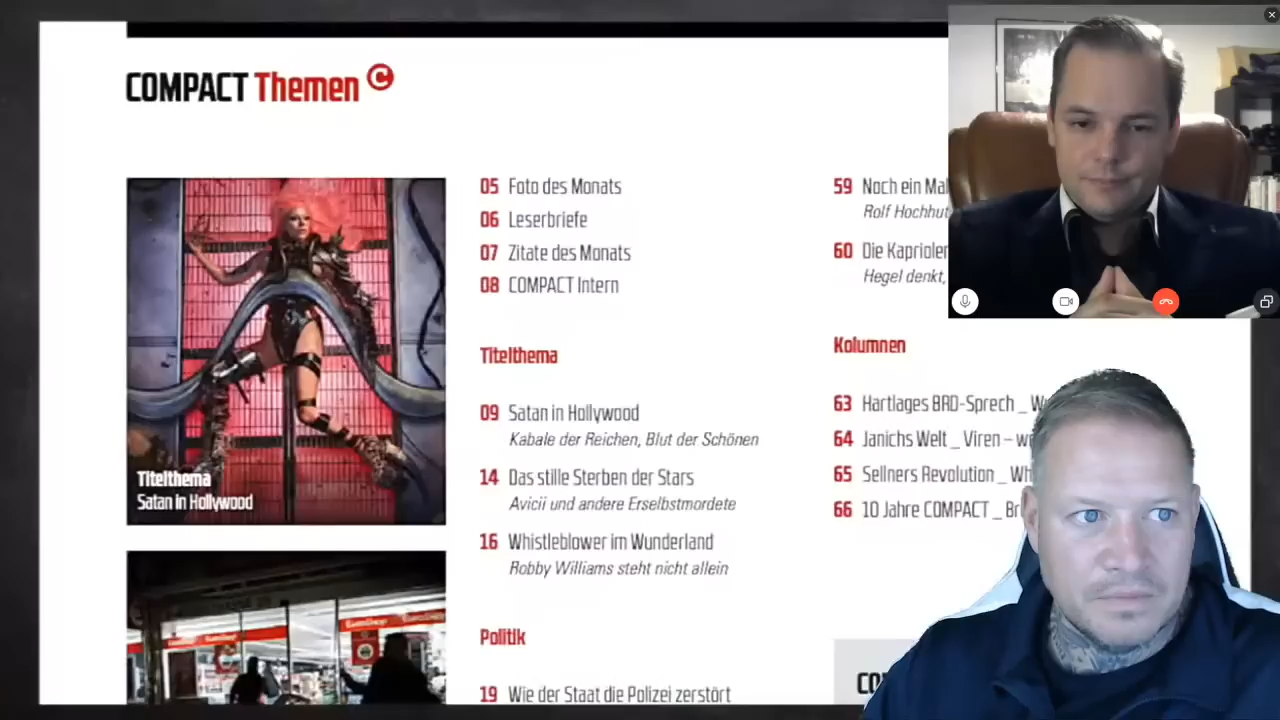 COMPACT Themen C
Titelthema
Satan in Hollywood
05 Foto des Monats
06 Leserbriefe
07 Zitate des Monats
08 COMPACT Intern
Titelthema
09 Satan in Hollywood
Kabale der Reichen, Blut der Schönen
14 Das stille Sterben der Stars
Avicii und andere Erselbstmordete
16 Whistleblower im Wunderland
Robby Williams steht nicht allein
Politik
19 Wie der Staat die Polizei zerstört
59 Noch ein
Rolf Hochhut
60 Die
Hegel denkt,
Kolumnen
63 Hartlages BRD-Sprech _
64 Janichs Welt _ Viren –
65 Sellners Revolution _
66 10 Jahre COMPACT _